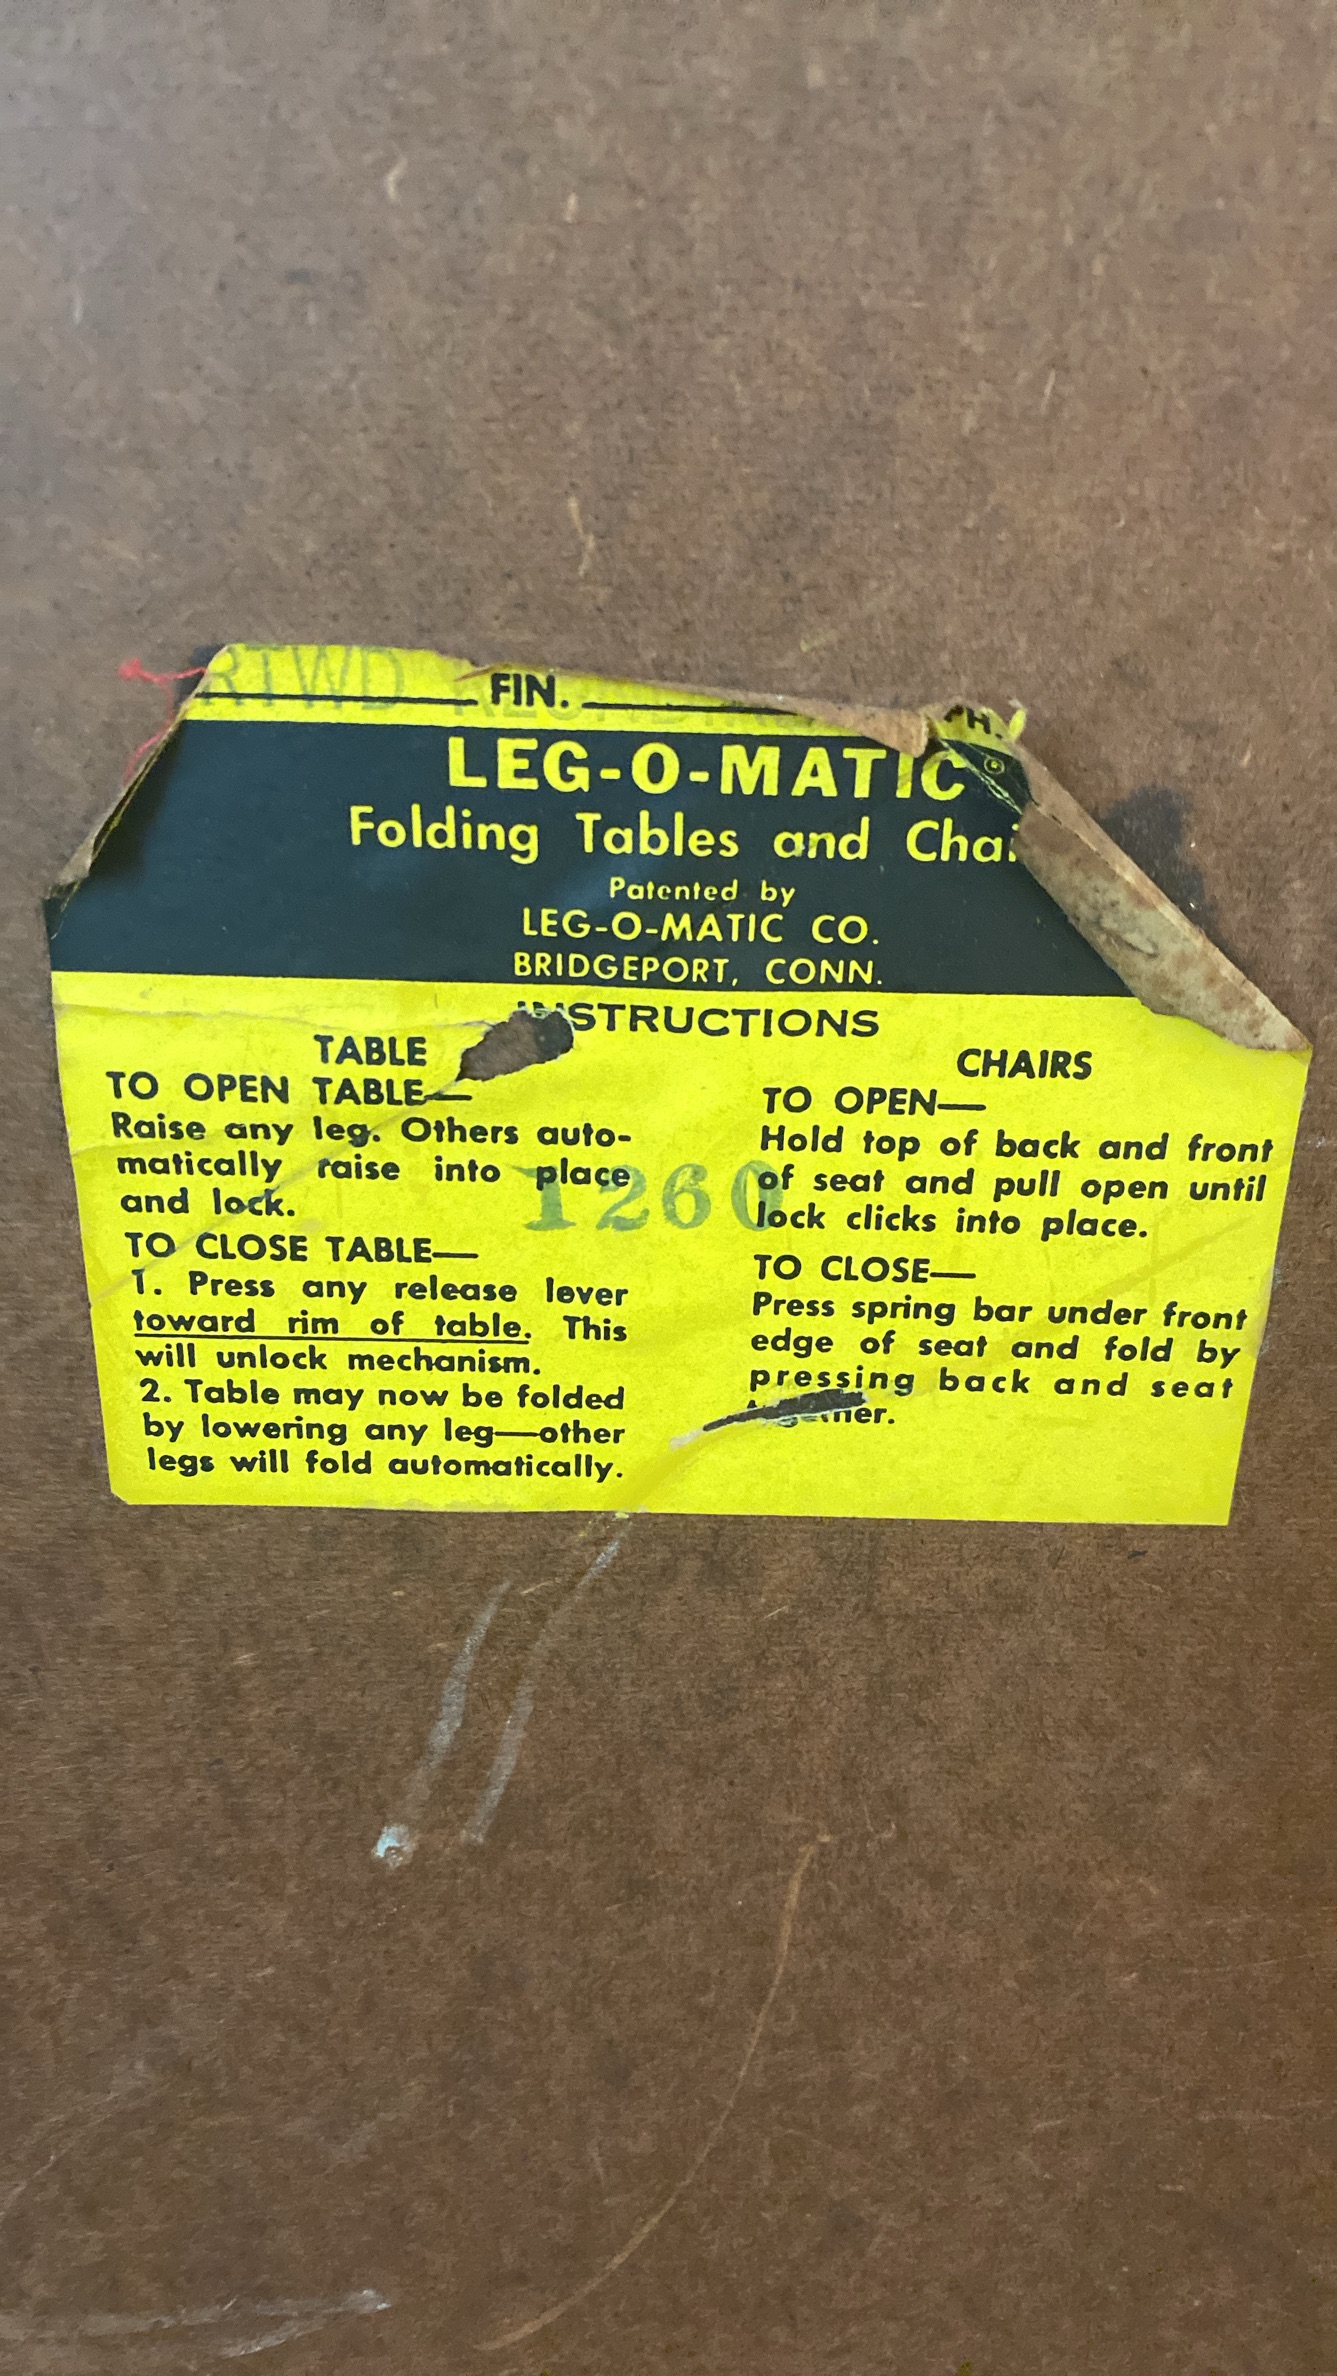 RTWD
FIN.
H.
LEG-O-MATIC ®
Folding Tables and Chai
Patented by
LEG-O-MATIC CO.
BRIDGEPORT, CONN.
INSTRUCTIONS
TABLE
TO OPEN TABLE—
Raise any leg. Others auto-
matically raise into place
and lock.
TO CLOSE TABLE—
1. Press any release lever
toward rim of table. This
will unlock mechanism.
2. Table may now be folded
by lowering any leg—other
legs will fold automatically.
1260
CHAIRS
TO OPEN—
Hold top of back and front
of seat and pull open until
lock clicks into place.
TO CLOSE—
Press spring bar under front
edge of seat and fold by
pressing back and seat
together.